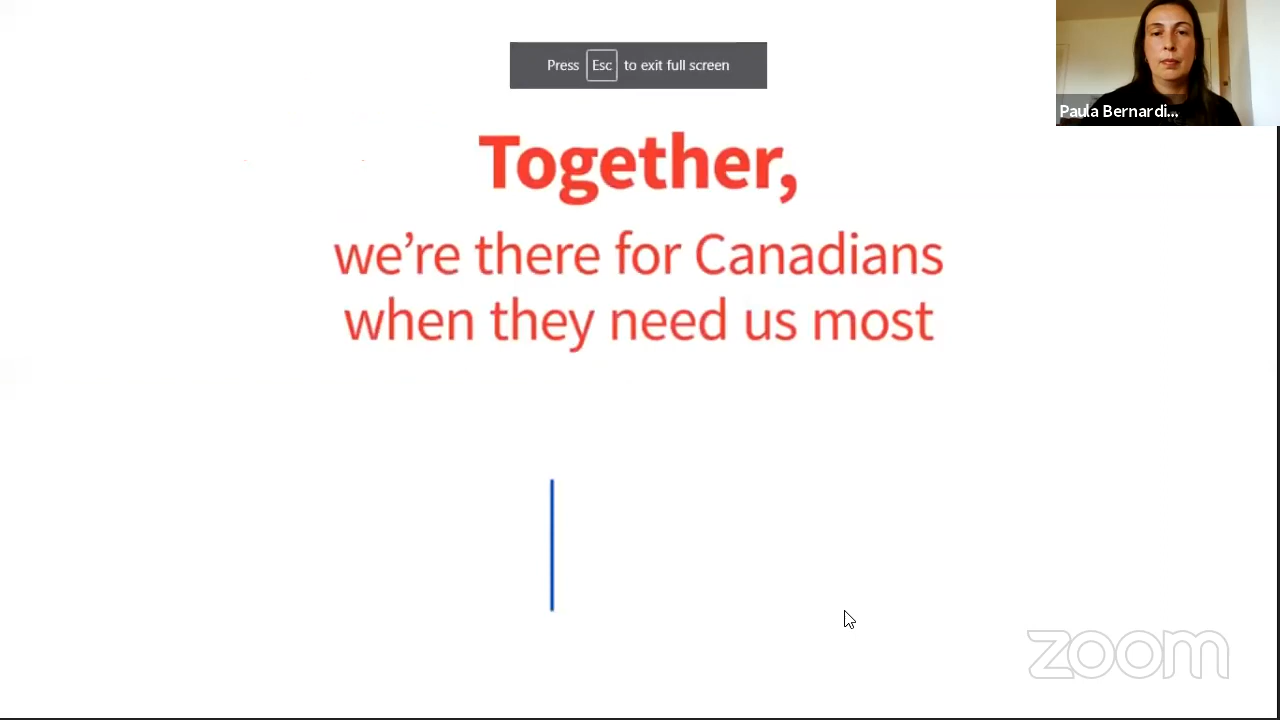 Press Esc to exit full screen
Paula Bernardi...
Together,
we're there for Canadians
when they need us most
zoom